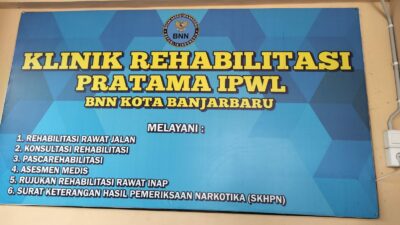 BNN
KLINIK REHABILITASI
PRATAMA IPWL
BNN KOTA BANJARBARU
MELAYANI :
1. REHABILITASI RAWAT JALAN
2. KONSULTASI REHABILITASI
3. PASCAREHABILITASI
4. ASESMEN MEDIS
5. RUJUKAN REHABILITASI RAWAT INAP
6. SURAT KETERANGAN HASIL PEMERIKSAAN NARKOTIKA (SKHPN)